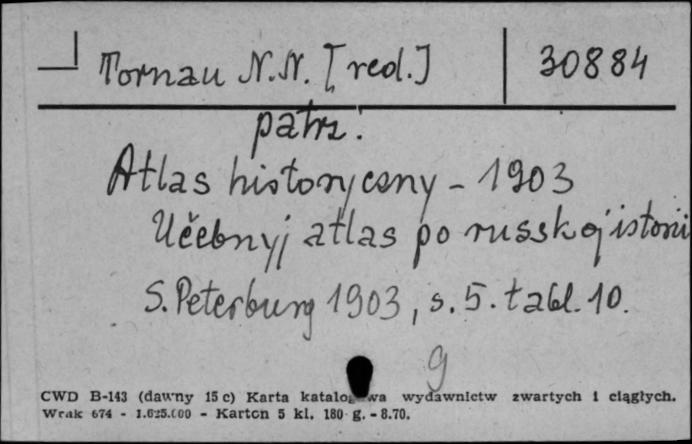 Tornau N.N. [red.] 30884
patrz:
Atlas historyczny - 1903
Učebnyj atlas po russkoj istorii
S. Peterburg 1903, s. 5. tabl. 10.
g
CWD B-143 (dawny 15 c) Karta katalogowa wydawnictw zwartych i ciągłych.
Wrak 674 - 1.625.000 - Karton 5 kl. 180 g. - 8.70.